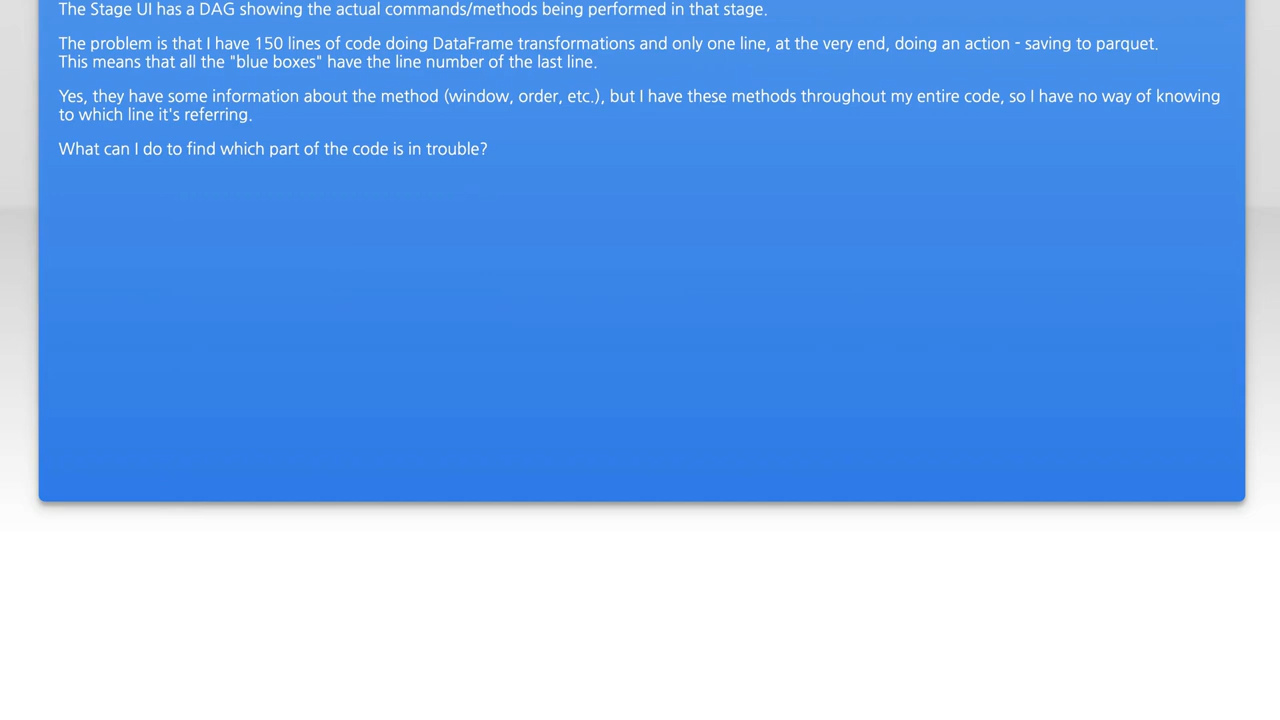 The Stage UI has a DAG showing the actual commands/methods being performed in that stage.
The problem is that I have 150 lines of code doing DataFrame transformations and only one line, at the very end, doing an action - saving to parquet.
This means that all the "blue boxes" have the line number of the last line.
Yes, they have some information about the method (window, order, etc.), but I have these methods throughout my entire code, so I have no way of knowing
to which line it's referring.
What can I do to find which part of the code is in trouble?